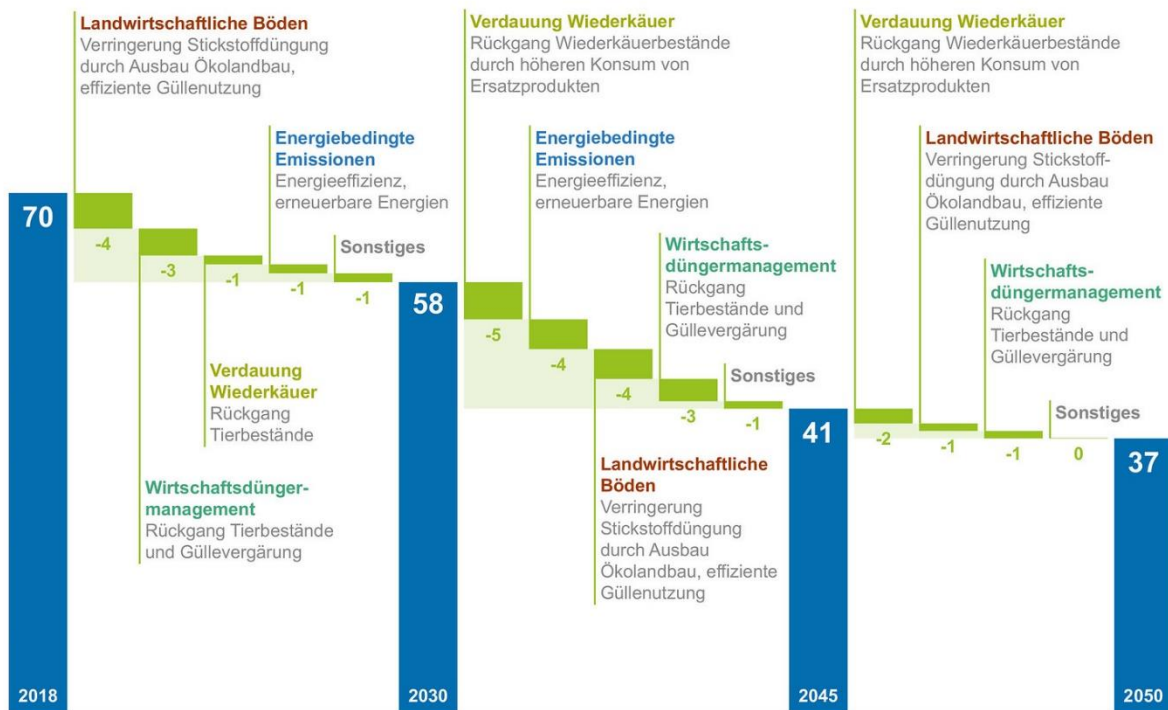 Landwirtschaftliche Böden
Verringerung Stickstoffdüngung
durch Ausbau Ökolandbau,
effiziente Güllenutzung
Energiebedingte
Emissionen
Energieeffizienz,
erneuerbare Energien
Sonstiges
70
-4
-3
-1
-1
-1
Verdauung
Wiederkäuer
Rückgang
Tierbestände
Wirtschaftsdünger-
management
Rückgang Tierbestände
und Güllevergärung
2018
58
2030
Verdauung Wiederkäuer
Rückgang Wiederkäuerbestände
durch höheren Konsum von
Ersatzprodukten
Energiebedingte
Emissionen
Energieeffizienz,
erneuerbare Energien
Wirtschafts-
düngermanagement
Rückgang
Tierbestände und
Güllevergärung
Sonstiges
-5
-4
-4
-3
-1
Landwirtschaftliche
Böden
Verringerung
Stickstoffdüngung
durch Ausbau
Ökolandbau, effiziente
Güllenutzung
41
2045
Verdauung Wiederkäuer
Rückgang Wiederkäuerbestände
durch höheren Konsum von
Ersatzprodukten
Landwirtschaftliche Böden
Verringerung Stickstoff-
düngung durch Ausbau
Ökolandbau, effiziente
Güllenutzung
Wirtschafts-
düngermanagement
Rückgang
Tierbestände und
Güllevergärung
Sonstiges
-2
-1
-1
0
37
2050